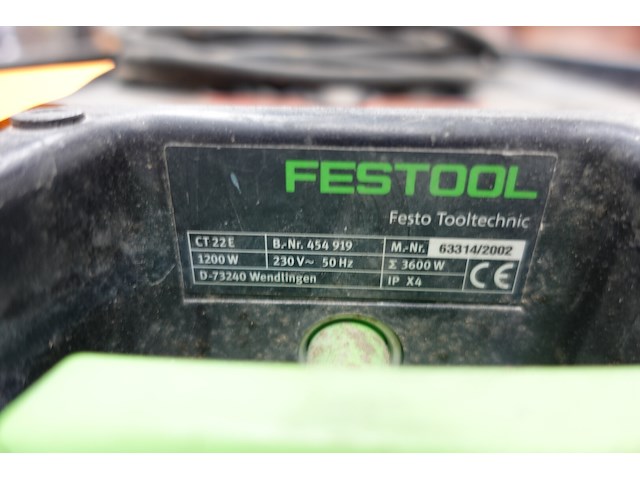 FESTOOL
Festo Tooltechnic
CT 22 E B.-Nr. 454 919 M.-Nr. 63314/2002
1200 W 230 V~ 50 Hz Σ 3600 W
D-73240 Wendlingen IP X4 CE